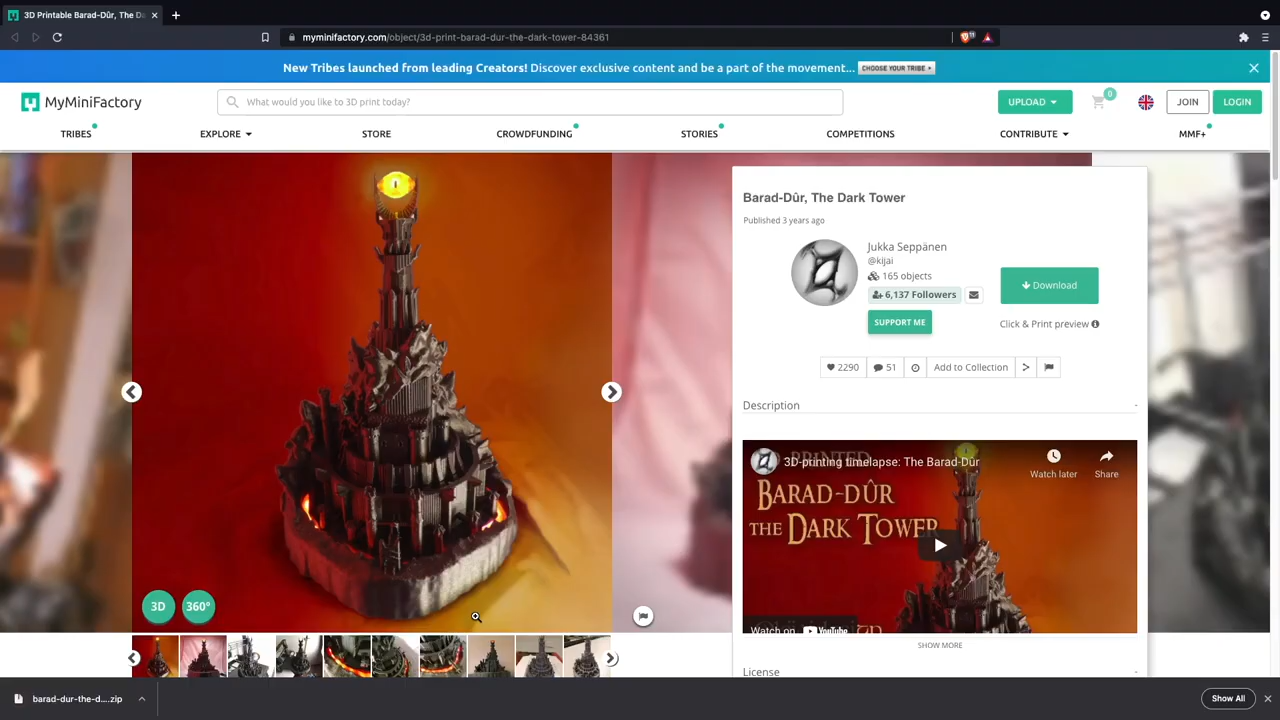 3D Printable Barad-Dûr, The Da
myminifactory.com/object/3d-print-barad-dur-the-dark-tower-84361
11
New Tribes launched from leading Creators! Discover exclusive content and be a part of the movement... CHOOSE YOUR TRIBE
MyMiniFactory
What would you like to 3D print today?
UPLOAD
0
JOIN
LOGIN
TRIBES
EXPLORE
STORE
CROWDFUNDING
STORIES
COMPETITIONS
CONTRIBUTE
MMF+
Barad-Dûr, The Dark Tower
Published 3 years ago
Jukka Seppänen
@kijai
165 objects
6,137 Followers
SUPPORT ME
Download
Click & Print preview
2290
51
Add to Collection
Description
-
3D-printing timelapse: The Barad-Dûr
Watch later
Share
PRINTED
BARAD-DÛR
THE DARK TOWER
Watch on YouTube
SHOW MORE
License
-
3D
360°
barad-dur-the-d....zip
Show All